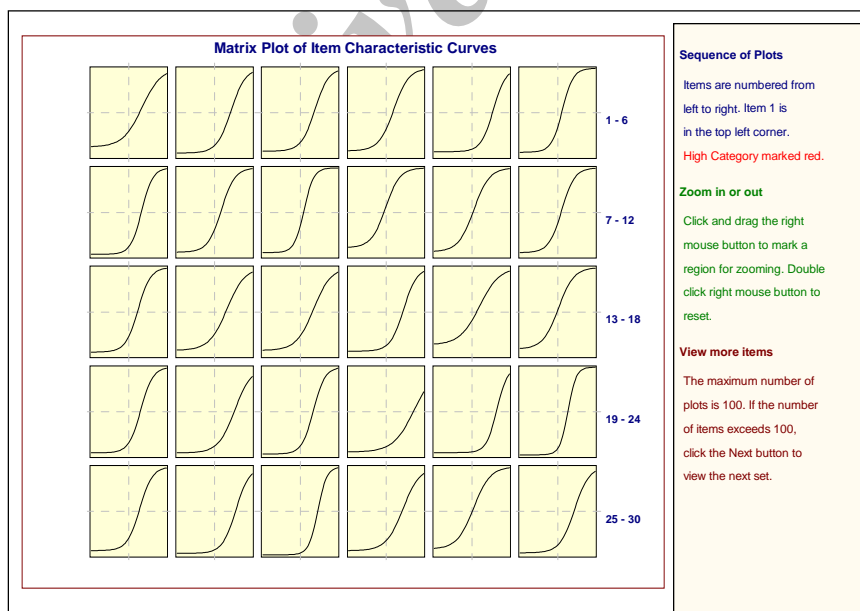 Matrix Plot of Item Characteristic Curves
1 - 6
7 - 12
13 - 18
19 - 24
25 - 30
Sequence of Plots
Items are numbered from
left to right. Item 1 is
in the top left corner.
High Category marked red.
Zoom in or out
Click and drag the right
mouse button to mark a
region for zooming. Double
click right mouse button to
reset.
View more items
The maximum number of
plots is 100. If the number
of items exceeds 100,
click the Next button to
view the next set.